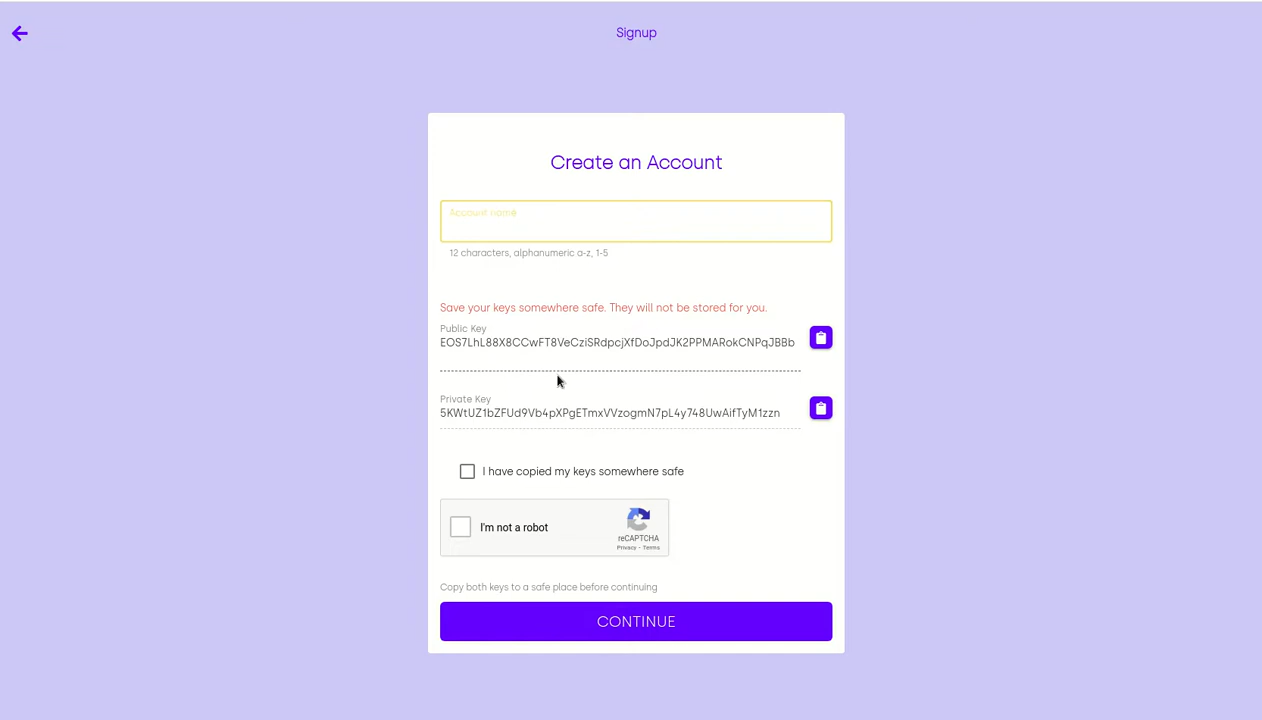 Signup
Create an Account
Account name
12 characters, alphanumeric a-z, 1-5
Save your keys somewhere safe. They will not be stored for you.
Public Key
EOS7LhL88X8CCwFT8VeCziSRdpcjXfDoJpdJK2PPMARokCNPqJBBb
Private Key
5KWtUZ1bZFUd9Vb4pXPgETmxVVzogmN7pL4y748UwAifTyM1zzn
I have copied my keys somewhere safe
I'm not a robot
reCAPTCHA
Privacy - Terms
Copy both keys to a safe place before continuing
CONTINUE